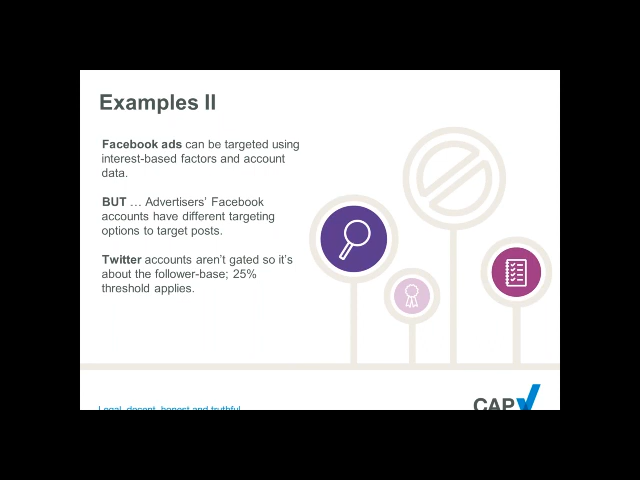 Examples II
Facebook ads can be targeted using
interest-based factors and account
data.
BUT … Advertisers’ Facebook
accounts have different targeting
options to target posts.
Twitter accounts aren’t gated so it’s
about the follower-base; 25%
threshold applies.
Legal, decent, honest and truthful
CAP